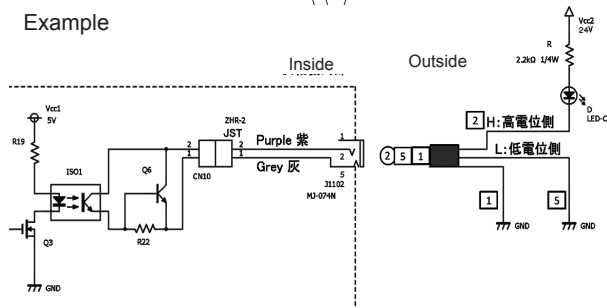 Example
Inside
Outside
Vcc2
24V
R
2.2kΩ 1/4W
D
LED-C
Vcc1
5V
R19
ISO1
Q6
R22
Q3
GND
ZHR-2
JST
2
1
2
1
CN10
Purple 紫
Grey 灰
1
2
5
J1102
MJ-074N
2 5 1
2 H:高電位側
L:低電位側
1
5
GND
GND